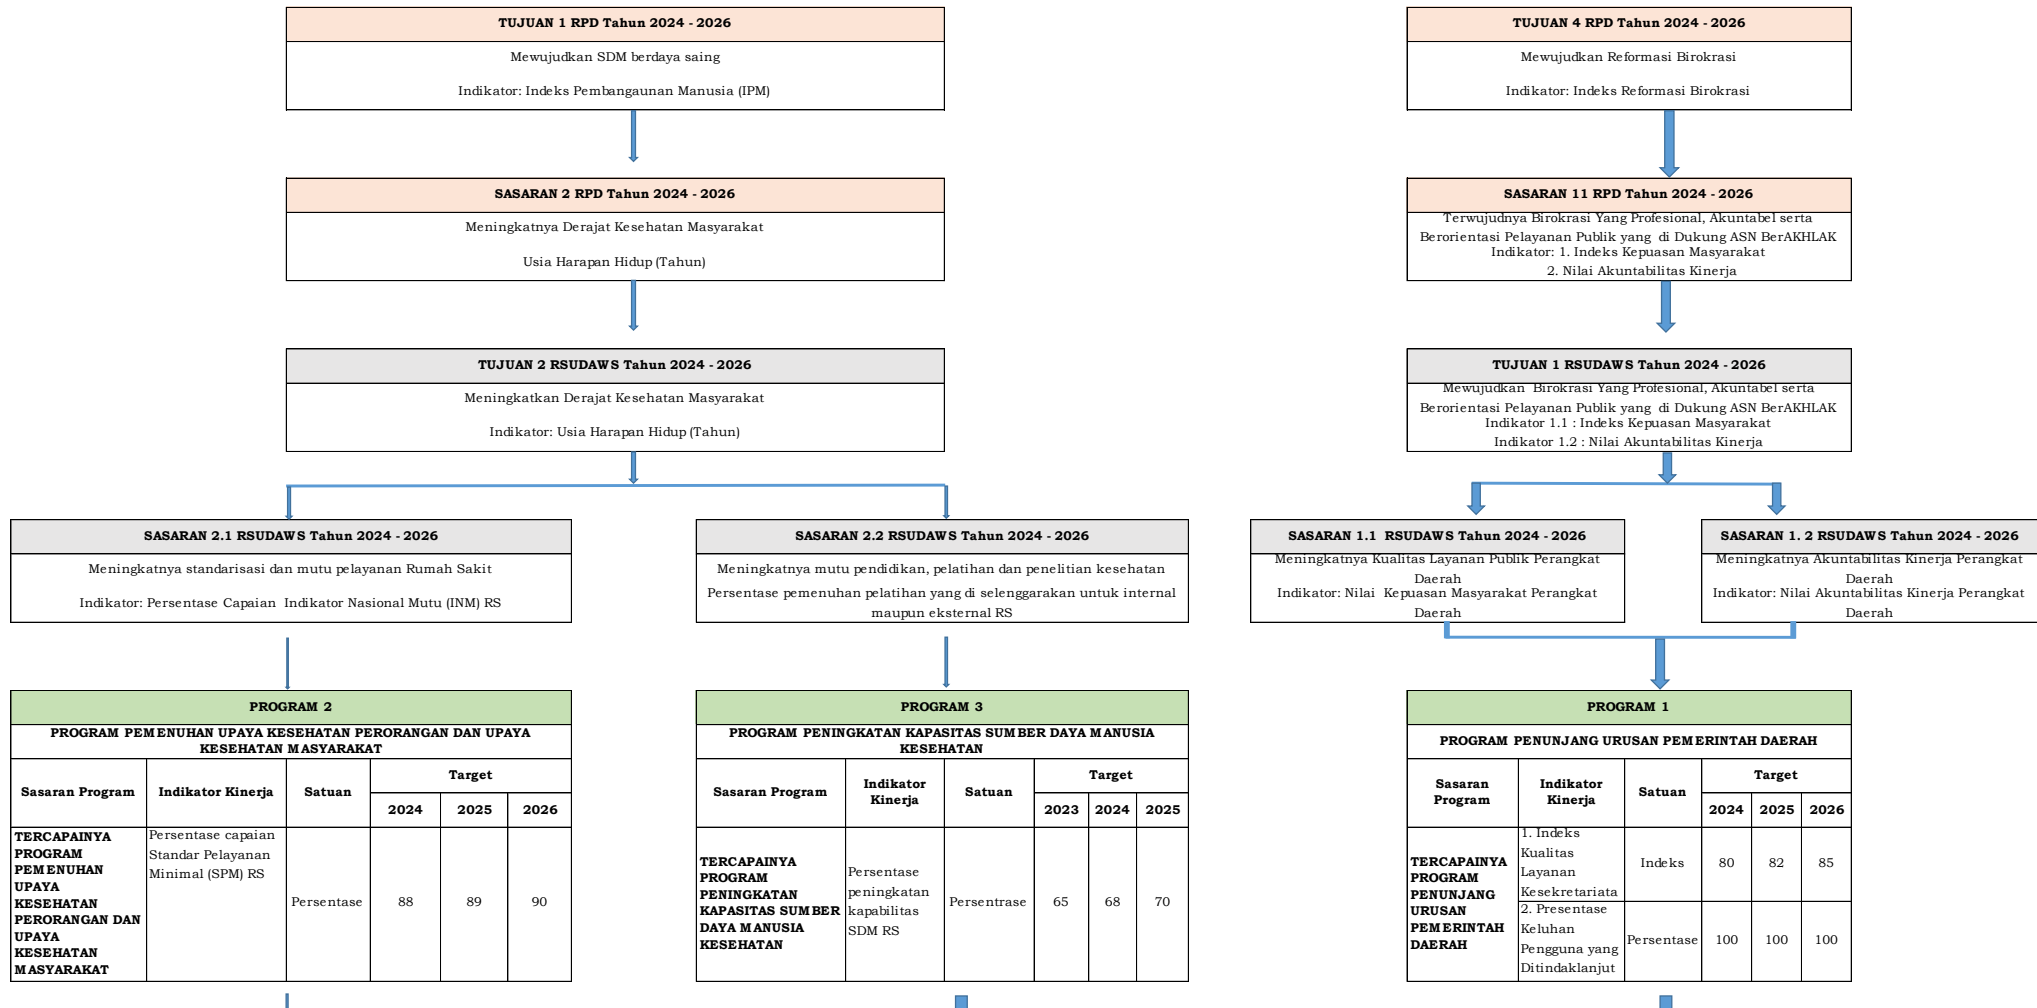 TUJUAN 1 RPD Tahun 2024 - 2026
Mewujudkan SDM berdaya saing
Indikator: Indeks Pembangaunan Manusia (IPM)
SASARAN 2 RPD Tahun 2024 - 2026
Meningkatnya Derajat Kesehatan Masyarakat
Usia Harapan Hidup (Tahun)
TUJUAN 2 RSUDAWS Tahun 2024 - 2026
Meningkatkan Derajat Kesehatan Masyarakat
Indikator: Usia Harapan Hidup (Tahun)
TUJUAN 4 RPD Tahun 2024 - 2026
Mewujudkan Reformasi Birokrasi
Indikator: Indeks Reformasi Birokrasi
SASARAN 11 RPD Tahun 2024 - 2026
Terwujudnya Birokrasi Yang Profesional, Akuntabel serta
Berorientasi Pelayanan Publik yang di Dukung ASN BerAKHLAK
Indikator: 1. Indeks Kepuasan Masyarakat
2. Nilai Akuntabilitas Kinerja
TUJUAN 1 RSUDAWS Tahun 2024 - 2026
Mewujudkan Birokrasi Yang Profesional, Akuntabel serta
Berorientasi Pelayanan Publik yang di Dukung ASN BerAKHLAK
Indikator 1.1 : Indeks Kepuasan Masyarakat
Indikator 1.2 : Nilai Akuntabilitas Kinerja
SASARAN 2.1 RSUDAWS Tahun 2024 - 2026
Meningkatnya standarisasi dan mutu pelayanan Rumah Sakit
Indikator: Persentase Capaian Indikator Nasional Mutu (INM) RS
SASARAN 2.2 RSUDAWS Tahun 2024 - 2026
Meningkatnya mutu pendidikan, pelatihan dan penelitian kesehatan
Persentase pemenuhan pelatihan yang di selenggarakan untuk internal
maupun eksternal RS
SASARAN 1.1 RSUDAWS Tahun 2024 - 2026
Meningkatnya Kualitas Layanan Publik Perangkat
Daerah
Indikator: Nilai Kepuasan Masyarakat Perangkat
Daerah
SASARAN 1. 2 RSUDAWS Tahun 2024 - 2026
Meningkatnya Akuntabilitas Kinerja Perangkat
Daerah
Indikator: Nilai Akuntabilitas Kinerja Perangkat
Daerah
PROGRAM 2
PROGRAM PEMENUHAN UPAYA KESEHATAN PERORANGAN DAN UPAYA
KESEHATAN MASYARAKAT
Sasaran Program Indikator Kinerja Satuan Target
2024 2025 2026
TERCAPAINYA
PROGRAM
PEMENUHAN
UPAYA
KESEHATAN
PERORANGAN DAN
UPAYA
KESEHATAN
MASYARAKAT
Persentase capaian
Standar Pelayanan
Minimal (SPM) RS
Persentase 88 89 90
PROGRAM 3
PROGRAM PENINGKATAN KAPASITAS SUMBER DAYA MANUSIA
KESEHATAN
Sasaran Program Indikator
Kinerja Satuan Target
2023 2024 2025
TERCAPAINYA
PROGRAM
PENINGKATAN
KAPASITAS SUMBER
DAYA MANUSIA
KESEHATAN
Persentase
peningkatan
kapabilitas
SDM RS
Persentrase 65 68 70
PROGRAM 1
PROGRAM PENUNJANG URUSAN PEMERINTAH DAERAH
Sasaran
Program
Indikator
Kinerja
Satuan Target
2024 2025 2026
TERCAPAINYA
PROGRAM
PENUNJANG
URUSAN
PEMERINTAH
DAERAH
1. Indeks
Kualitas
Layanan
Kesekretariata
Indeks 80 82 85
2. Presentase
Keluhan
Pengguna yang
Ditindaklanjut
Persentase 100 100 100